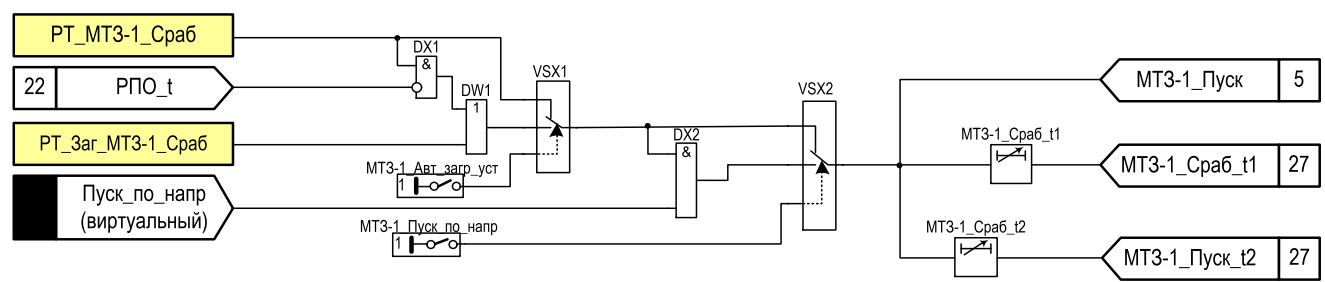 РТ_МТЗ-1_Сраб
DX1
&
22
РПО_t
VSX1
DW1
1
VSX2
МТЗ-1_Пуск
5
РТ_Заг_МТЗ-1_Сраб
DX2
&
МТЗ-1_Сраб_t1
МТЗ-1_Авт_загр_уст
1
МТЗ-1_Сраб_t1
27
Пуск_по_напр
(виртуальный)
МТЗ-1_Пуск_по_напр
1
МТЗ-1_Сраб_t2
МТЗ-1_Пуск_t2
27